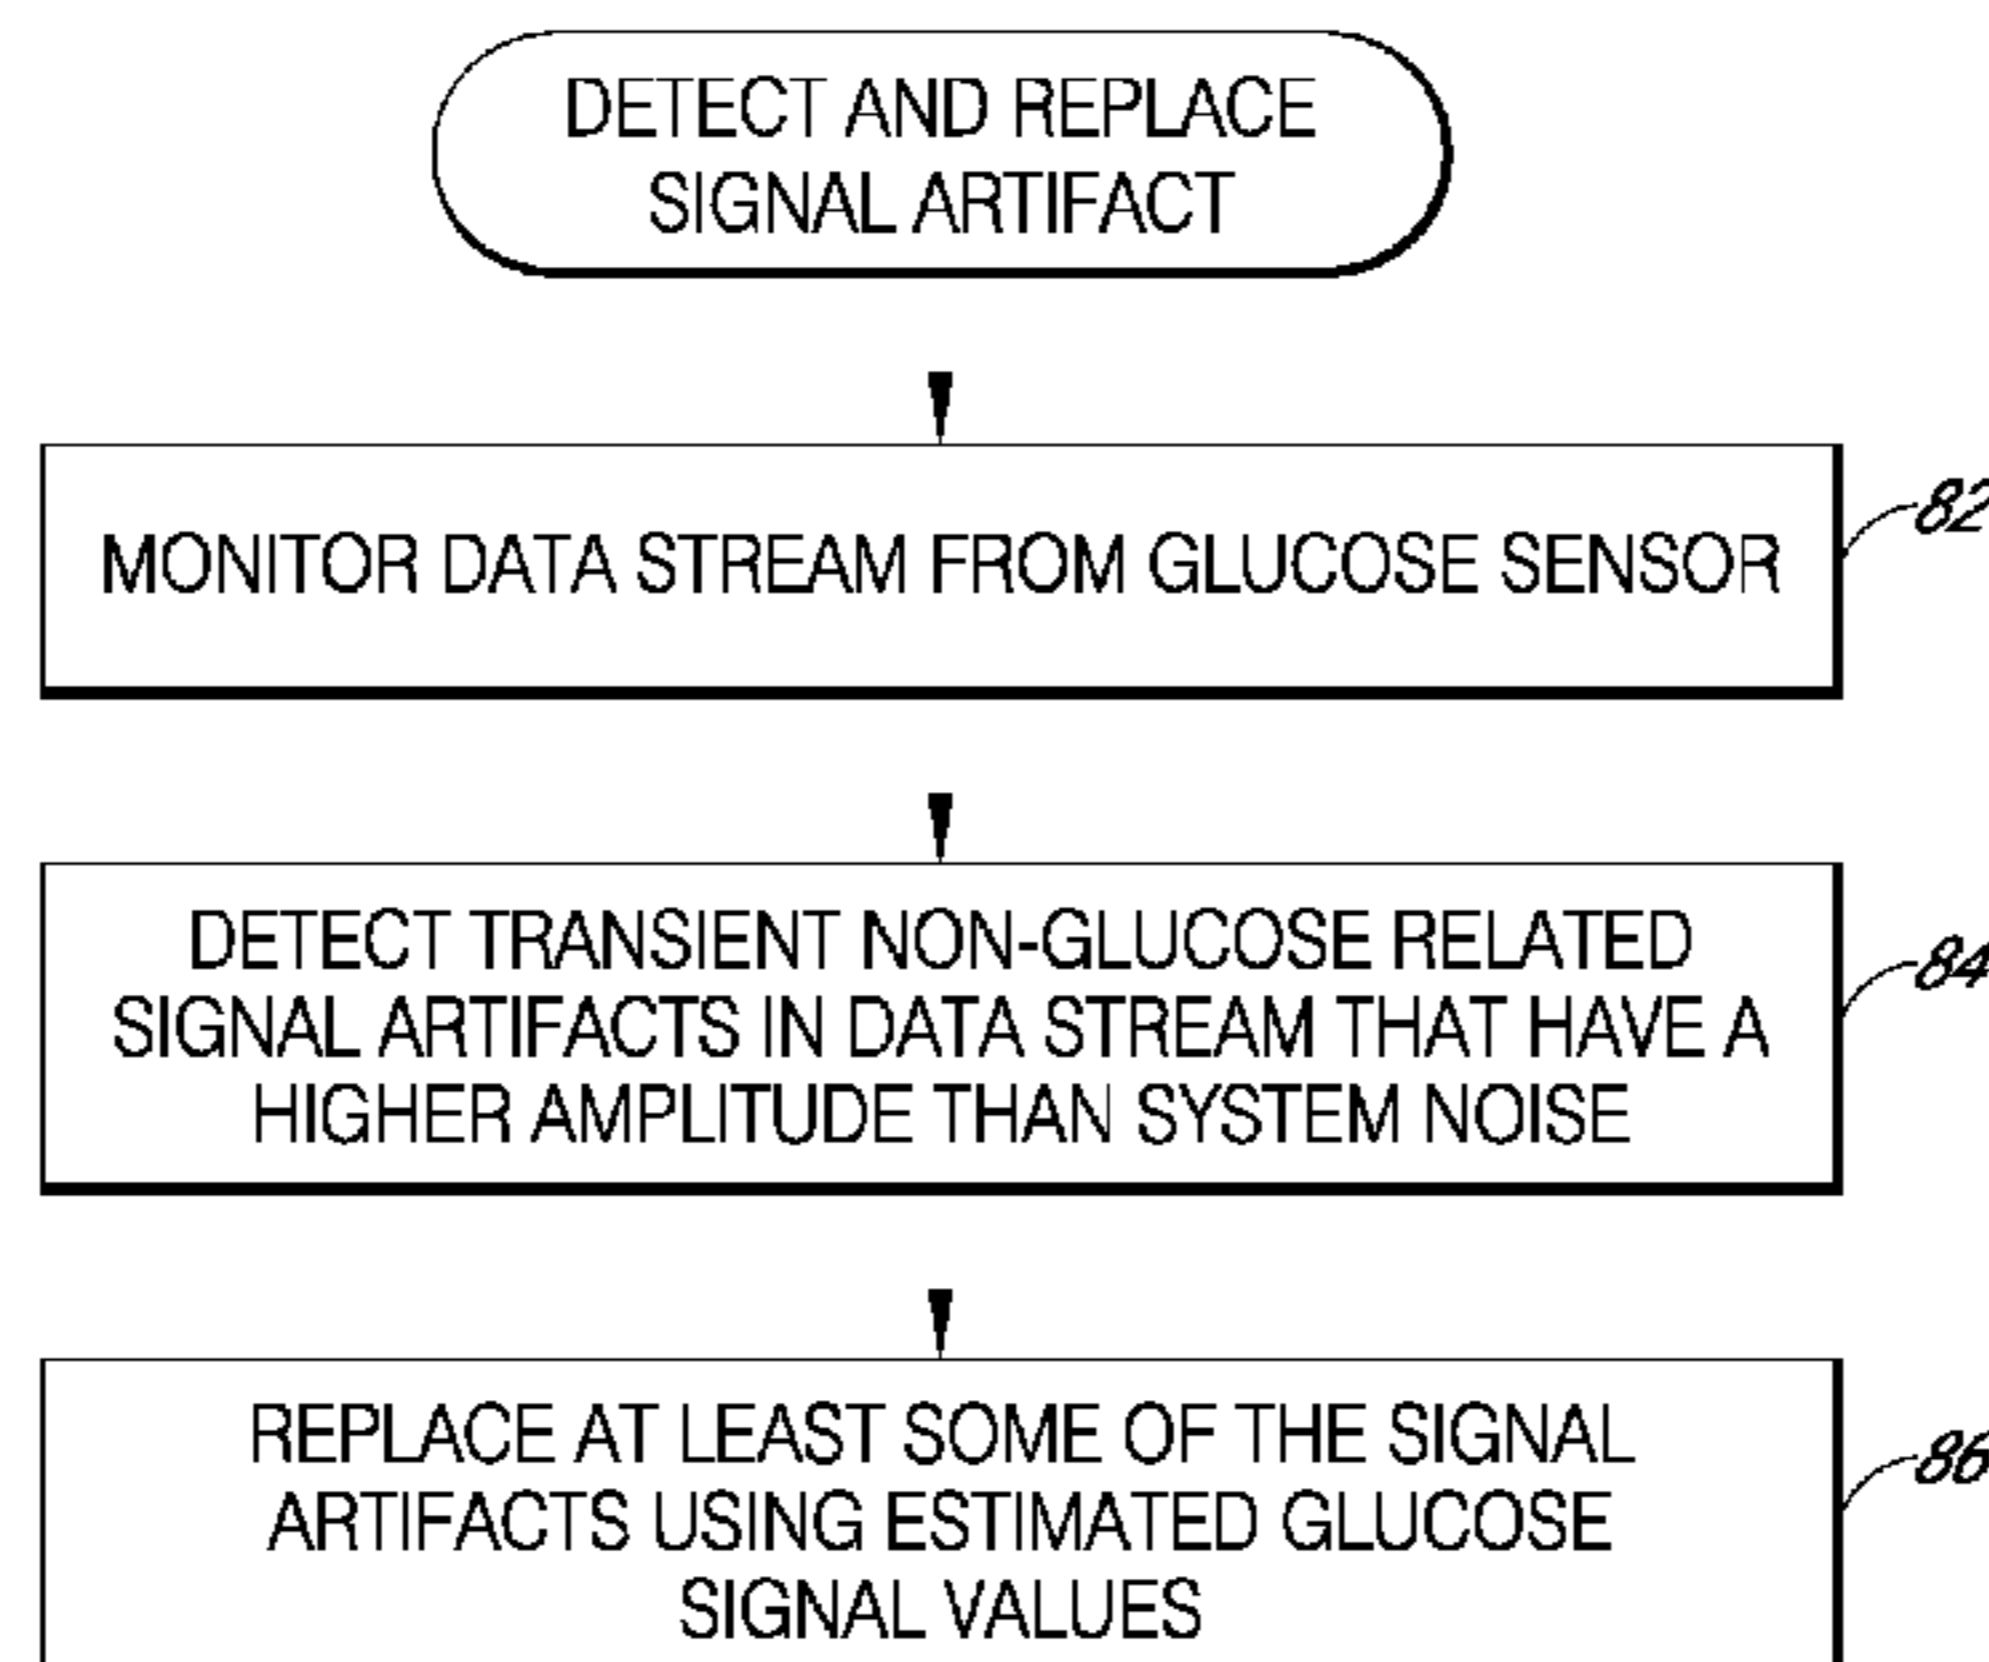 DETECT AND REPLACE
SIGNAL ARTIFACT
MONITOR DATA STREAM FROM GLUCOSE SENSOR
82
DETECT TRANSIENT NON-GLUCOSE RELATED
SIGNAL ARTIFACTS IN DATA STREAM THAT HAVE A
HIGHER AMPLITUDE THAN SYSTEM NOISE
84
REPLACE AT LEAST SOME OF THE SIGNAL
ARTIFACTS USING ESTIMATED GLUCOSE
SIGNAL VALUES
86